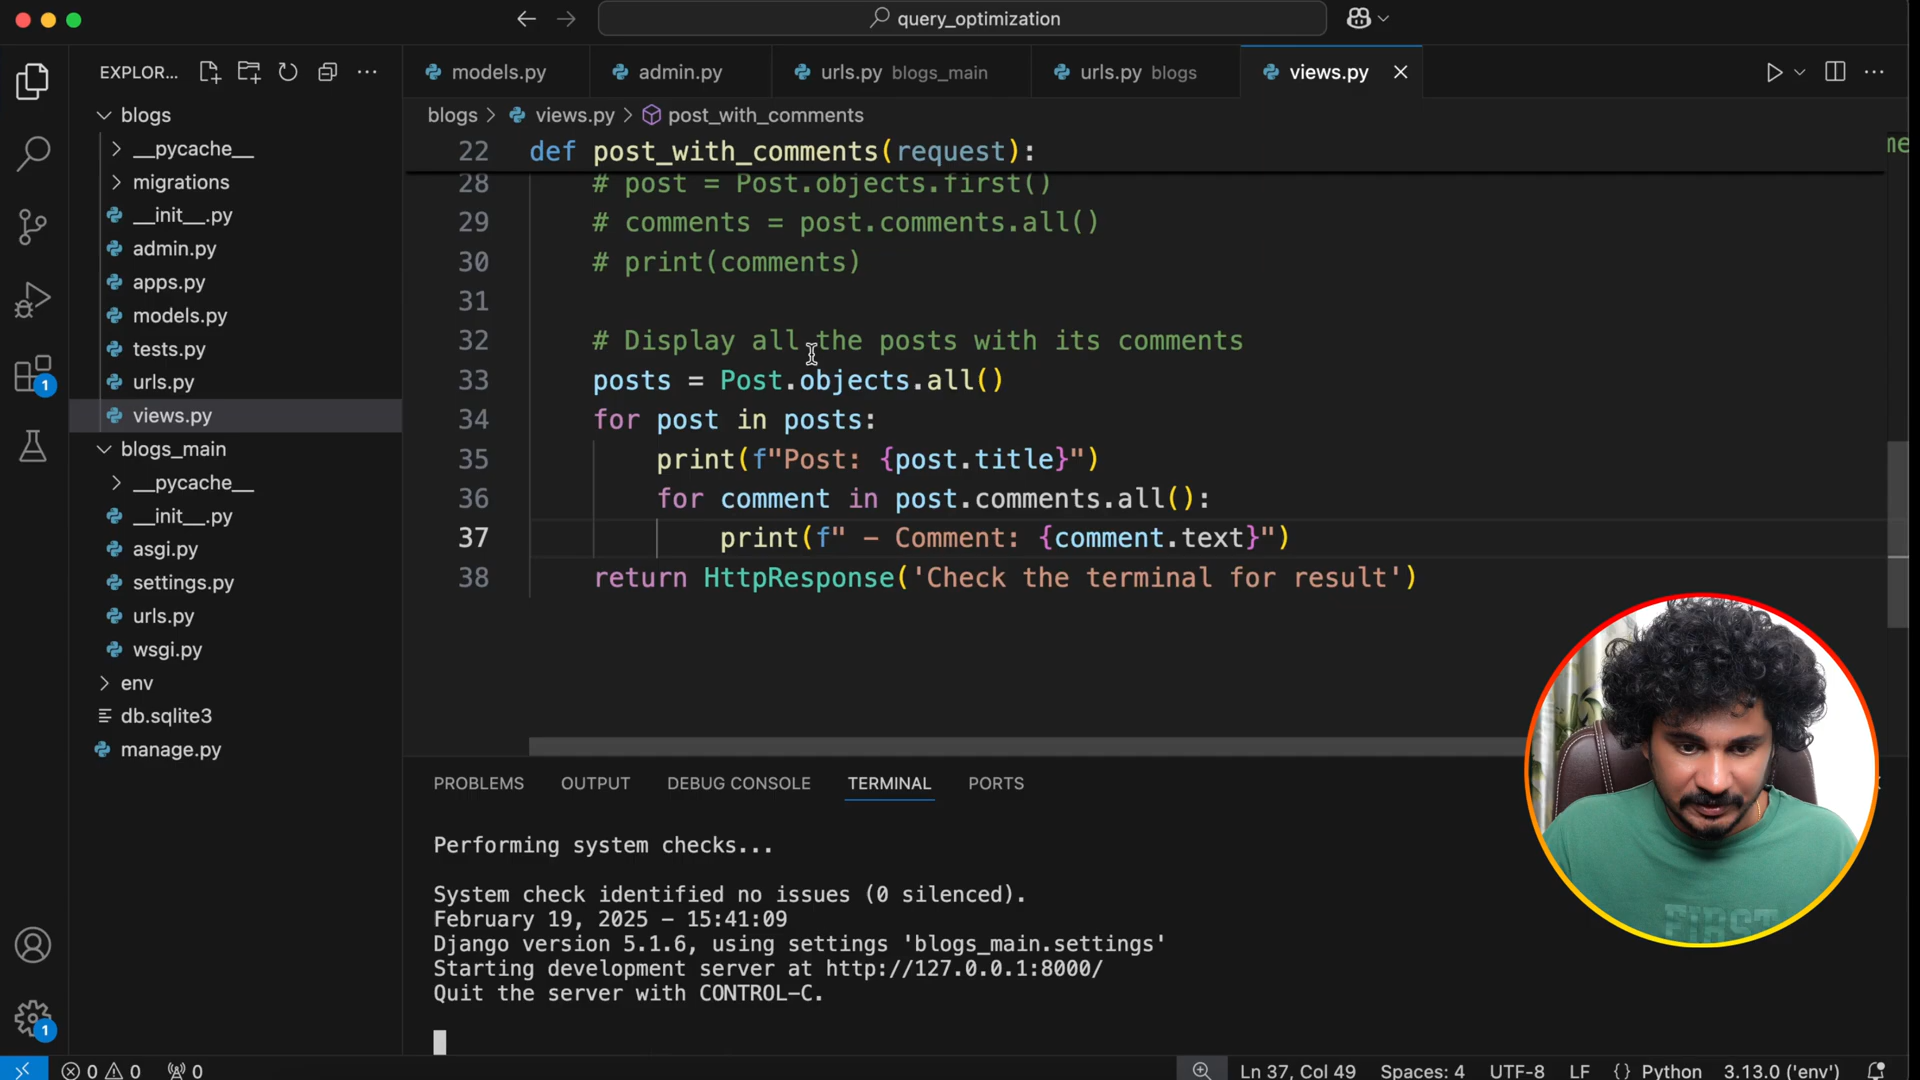 query_optimization
EXPLOR...
models.py
admin.py
urls.py blogs_main
urls.py blogs
views.py
blogs > views.py > post_with_comments
blogs
__pycache__
migrations
__init__.py
admin.py
apps.py
models.py
tests.py
urls.py
views.py
blogs_main
__pycache__
__init__.py
asgi.py
settings.py
urls.py
wsgi.py
env
db.sqlite3
manage.py
1
1
22 def post_with_comments(request):
28 # post = Post.objects.first()
29 # comments = post.comments.all()
30 # print(comments)
31
32 # Display all the posts with its comments
33 posts = Post.objects.all()
34 for post in posts:
35 print(f"Post: {post.title}")
36 for comment in post.comments.all():
37 print(f" - Comment: {comment.text}")
38 return HttpResponse('Check the terminal for result')
PROBLEMS OUTPUT DEBUG CONSOLE TERMINAL PORTS
Performing system checks...
System check identified no issues (0 silenced).
February 19, 2025 - 15:41:09
Django version 5.1.6, using settings 'blogs_main.settings'
Starting development server at http://127.0.0.1:8000/
Quit the server with CONTROL-C.
FIRST
0 0 0 Ln 37, Col 49 Spaces: 4 UTF-8 LF {} Python 3.13.0 ('env')